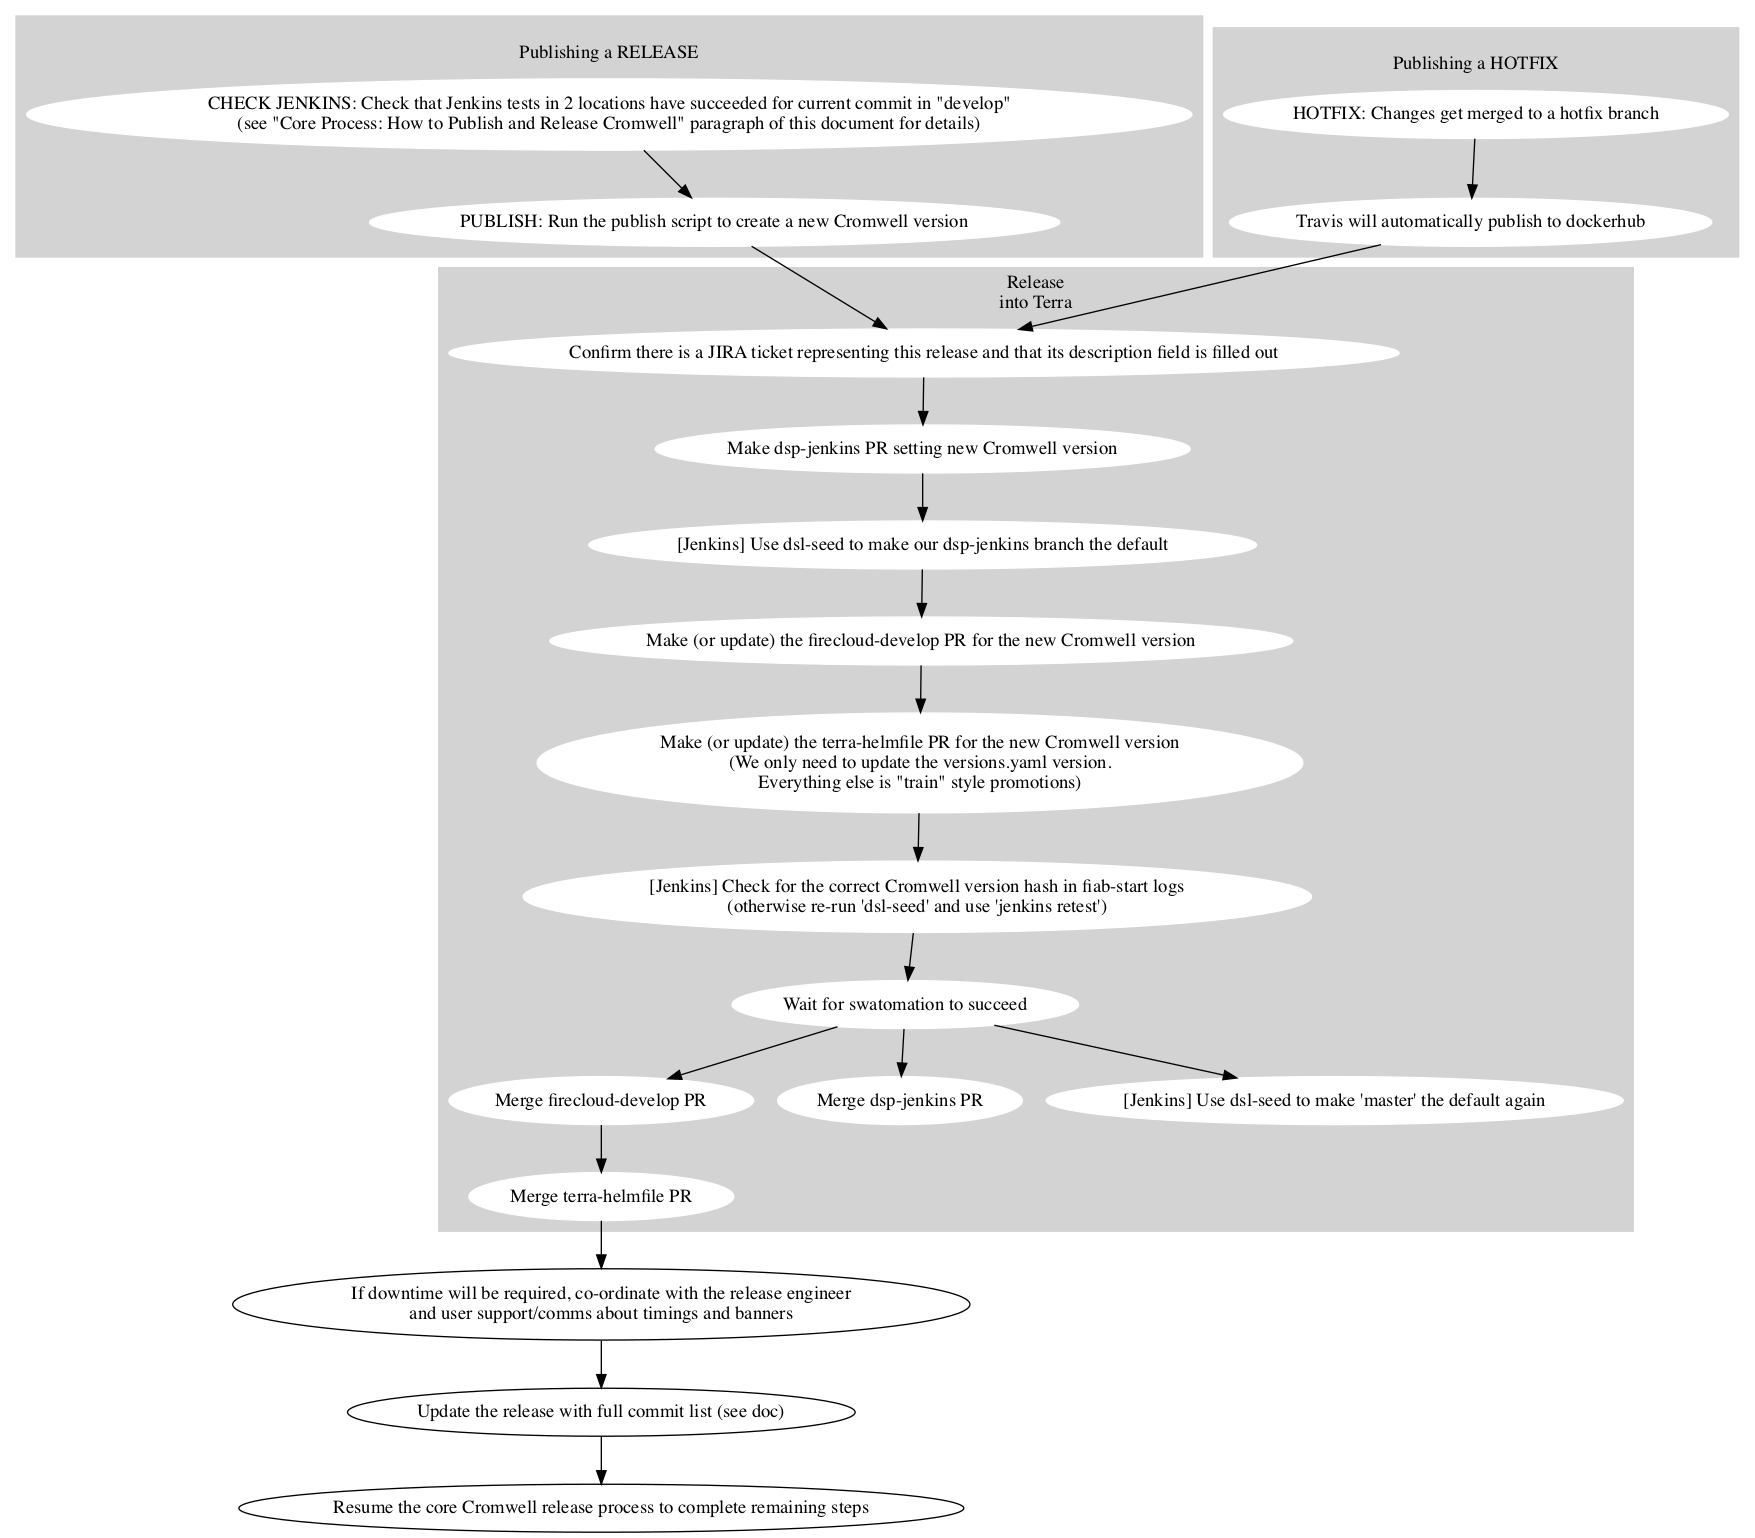 Publishing a RELEASE
CHECK JENKINS: Check that Jenkins tests in 2 locations have succeeded for current commit in "develop"
(see "Core Process: How to Publish and Release Cromwell" paragraph of this document for details)
PUBLISH: Run the publish script to create a new Cromwell version
Publishing a HOTFIX
HOTFIX: Changes get merged to a hotfix branch
Travis will automatically publish to dockerhub
Release
into Terra
Confirm there is a JIRA ticket representing this release and that its description field is filled out
Make dsp-jenkins PR setting new Cromwell version
[Jenkins] Use dsl-seed to make our dsp-jenkins branch the default
Make (or update) the firecloud-develop PR for the new Cromwell version
Make (or update) the terra-helmfile PR for the new Cromwell version
(We only need to update the versions.yaml version.
Everything else is "train" style promotions)
[Jenkins] Check for the correct Cromwell version hash in fiab-start logs
(otherwise re-run 'dsl-seed' and use 'jenkins retest')
Wait for swatomation to succeed
Merge firecloud-develop PR
Merge dsp-jenkins PR
[Jenkins] Use dsl-seed to make 'master' the default again
Merge terra-helmfile PR
If downtime will be required, co-ordinate with the release engineer
and user support/comms about timings and banners
Update the release with full commit list (see doc)
Resume the core Cromwell release process to complete remaining steps